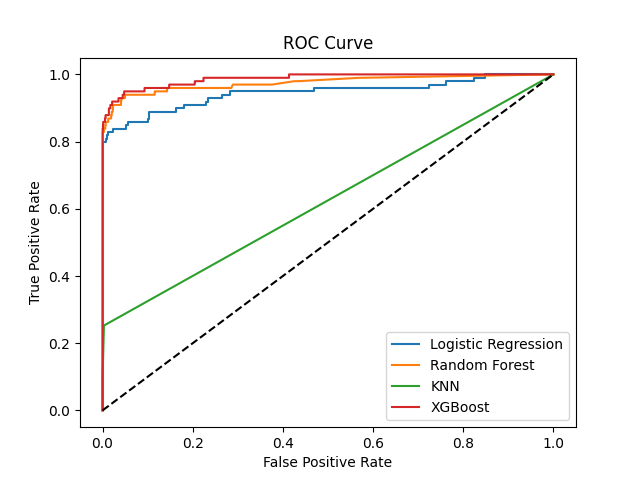 ROC Curve
True Positive Rate
1.0
0.8
0.6
0.4
0.2
0.0
0.0 0.2 0.4 0.6 0.8 1.0
False Positive Rate
Logistic Regression
Random Forest
KNN
XGBoost